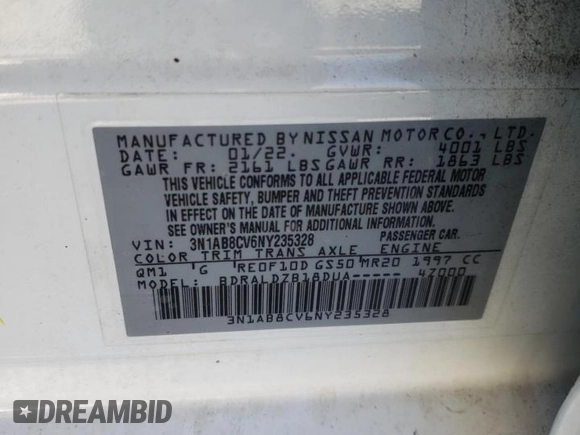 MANUFACTURED BY NISSAN MOTOR CO., LTD.
01/22. GVWR: 4001 LBS
GAWR FR: 2161 LBS GAWR RR: 1863 LBS
THIS VEHICLE CONFORMS TO ALL APPLICABLE FEDERAL MOTOR
VEHICLE SAFETY, BUMPER AND THEFT PREVENTION STANDARDS
IN EFFECT ON THE DATE OF MANUFACTURE SHOWN ABOVE.
SEE OWNER'S MANUAL FOR ADDITIONAL INFORMATION.
VIN: 3N1AB8CV6NY235328 PASSENGER CAR.
COLOR TRIM TRANS AXLE ENGINE
QM1 G RE0F10D GS50 MR20 1997 CC
MODEL: BDRALDZB18DUA----- 47000
3N1AB8CV6NY235328
DREAMBID